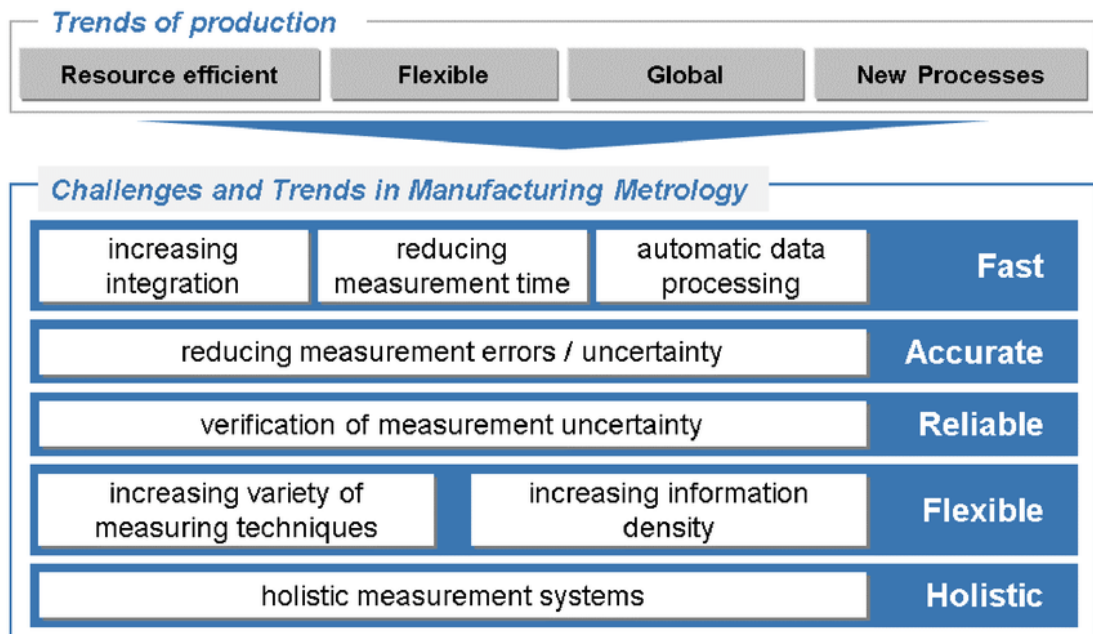 Trends of production
Resource efficient
Flexible
Global
New Processes
Challenges and Trends in Manufacturing Metrology
increasing
integration
reducing
measurement time
automatic data
processing
Fast
reducing measurement errors / uncertainty
Accurate
verification of measurement uncertainty
Reliable
increasing variety of
measuring techniques
increasing information
density
Flexible
holistic measurement systems
Holistic